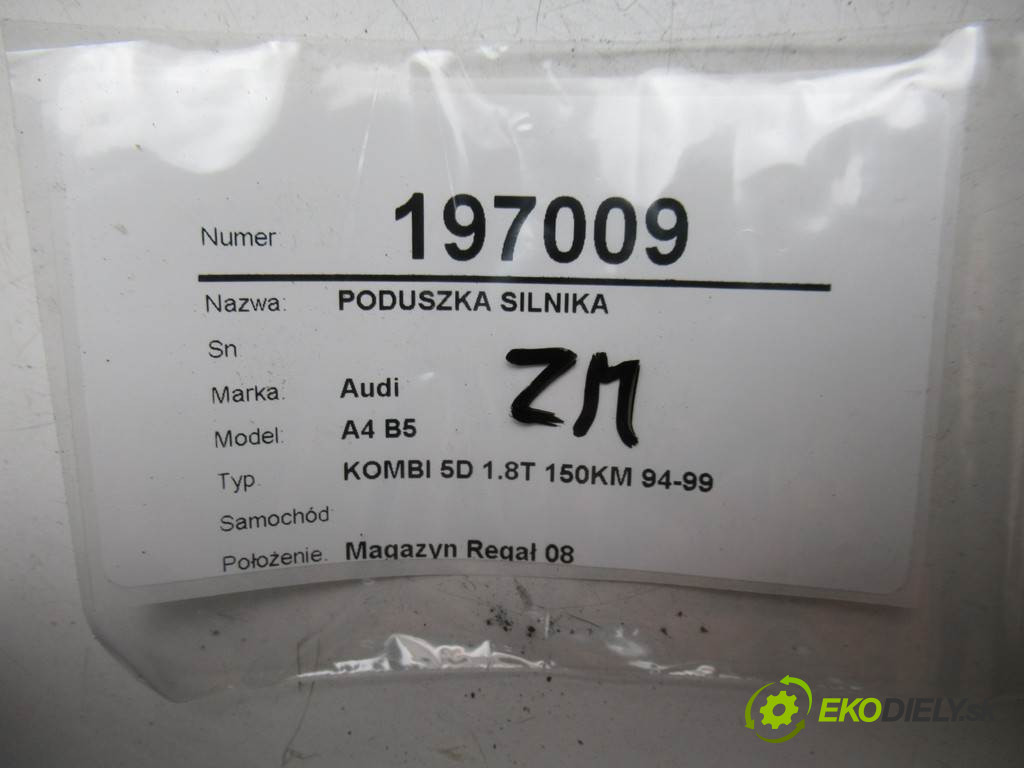 Numer 197009
Nazwa: PODUSZKA SILNIKA
Sn
ZM
Marka: Audi
Model: A4 B5
Typ KOMBI 5D 1.8T 150KM 94-99
Samochód
Położenie. Magazyn Regał 08
EKODIELY.sk